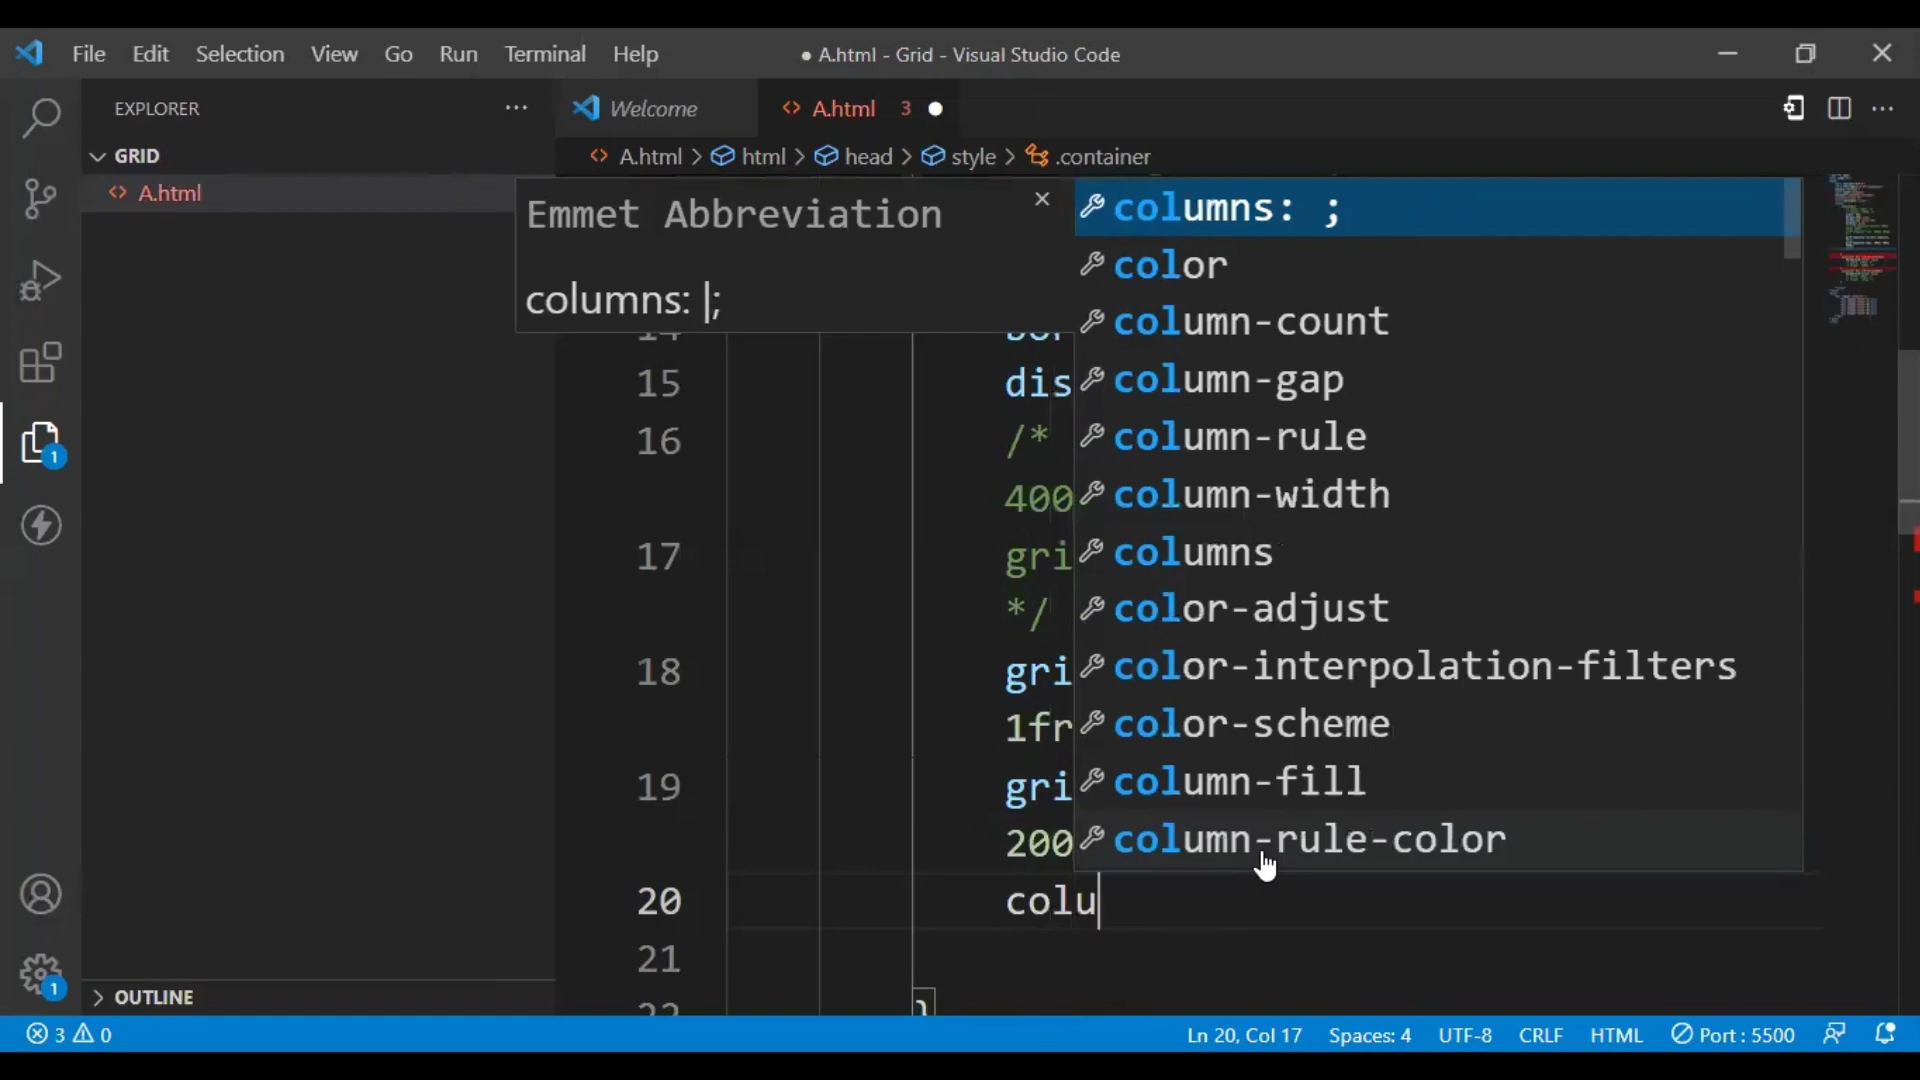 File Edit Selection View Go Run Terminal Help
● A.html - Grid - Visual Studio Code
EXPLORER
Welcome
A.html 3
GRID
A.html
A.html > html > head > style > .container
Emmet Abbreviation
columns: |;
columns: ;
color
column-count
column-gap
column-rule
column-width
columns
color-adjust
color-interpolation-filters
color-scheme
column-fill
column-rule-color
15 dis
16 /*
400
17 gri
*/
18 gri
1fr
19 gri
200
20 colu
21
22 }
1
1
OUTLINE
3 0
Ln 20, Col 17 Spaces: 4 UTF-8 CRLF HTML Port : 5500